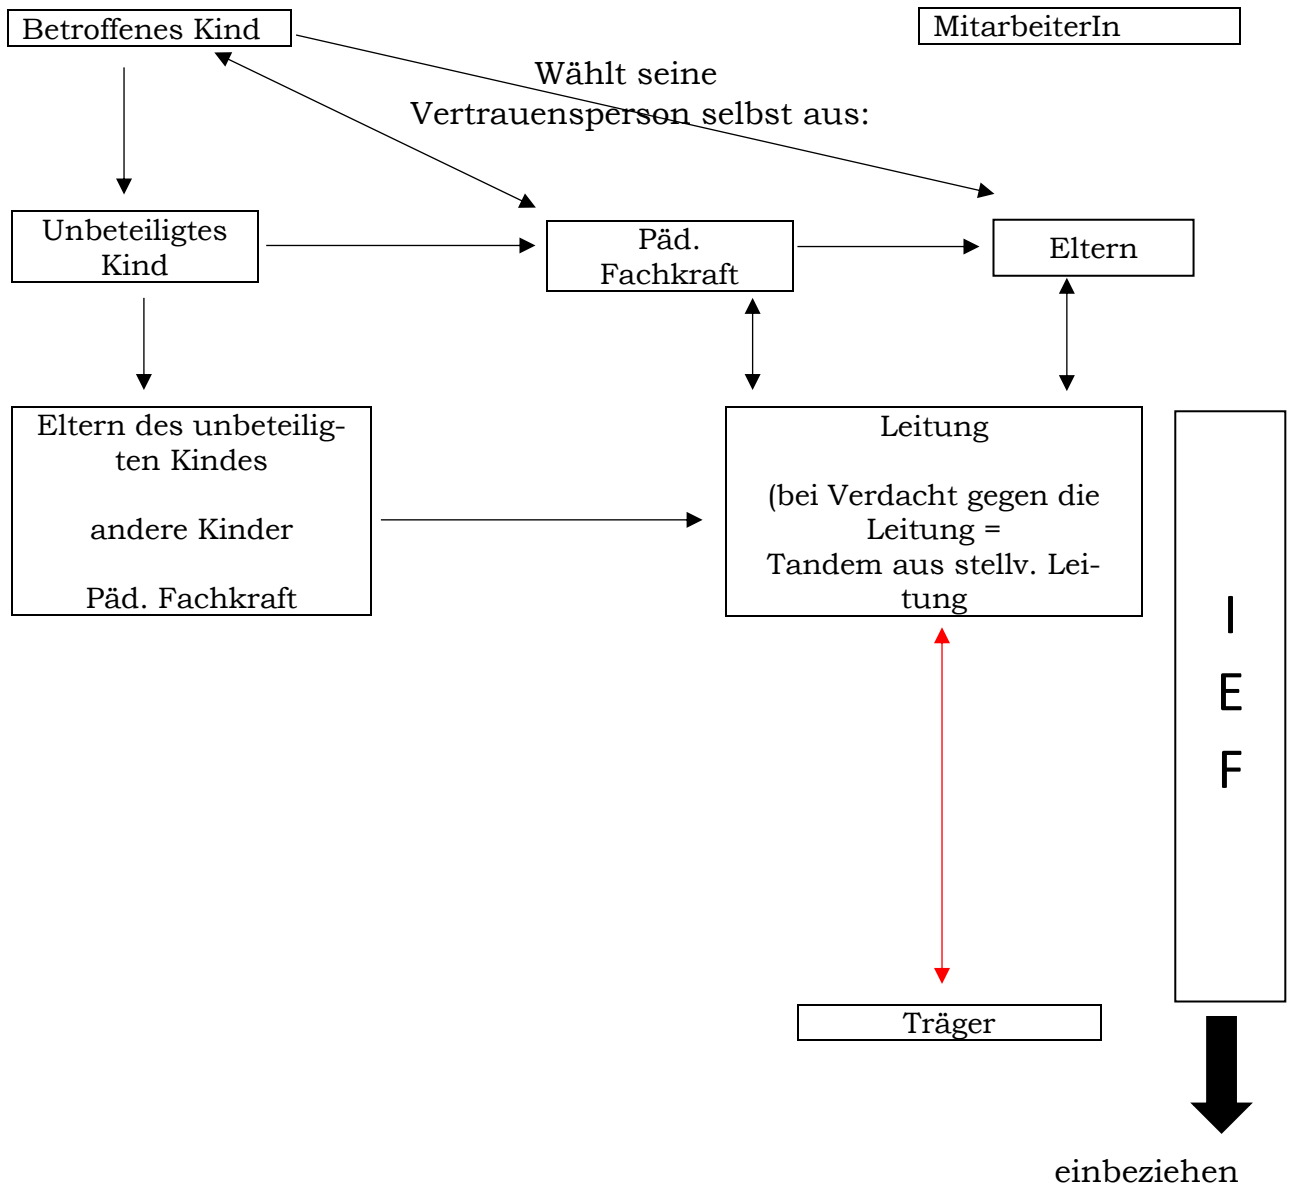 Betroffenes Kind
MitarbeiterIn
Wählt seine
Vertrauensperson selbst aus:
Unbeteiligtes
Kind
Päd.
Fachkraft
Eltern
Eltern des unbeteilig-
ten Kindes
andere Kinder
Päd. Fachkraft
Leitung
(bei Verdacht gegen die
Leitung =
Tandem aus stellv. Lei-
tung
I
E
F
Träger
einbeziehen